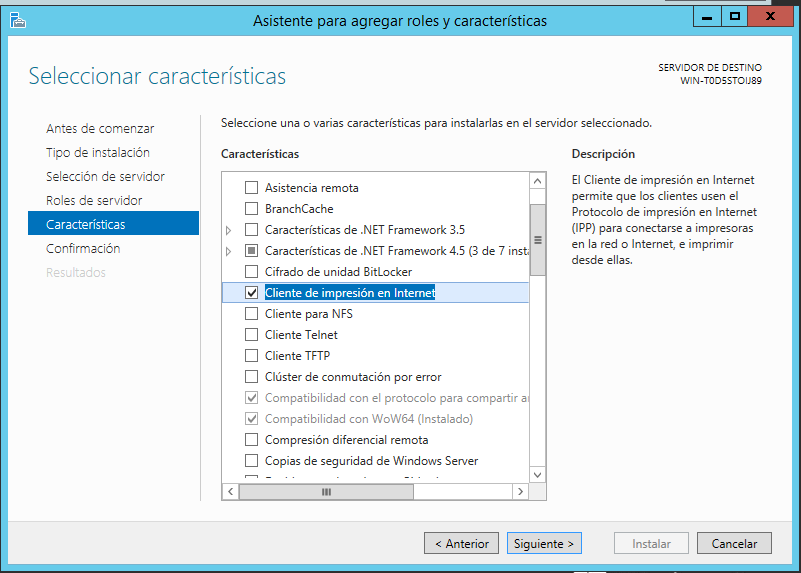 Asistente para agregar roles y características
Seleccionar características
SERVIDOR DE DESTINO
WIN-T0D5STOIJ89
Antes de comenzar
Tipo de instalación
Selección de servidor
Roles de servidor
Características
Confirmación
Resultados
Seleccione una o varias características para instalarlas en el servidor seleccionado.
Características
Asistencia remota
BranchCache
Características de .NET Framework 3.5
Características de .NET Framework 4.5 (3 de 7 insta
Cifrado de unidad BitLocker
Cliente de impresión en Internet
Cliente para NFS
Cliente Telnet
Cliente TFTP
Clúster de conmutación por error
Compatibilidad con el protocolo para compartir a
Compatibilidad con WoW64 (Instalado)
Compresión diferencial remota
Copias de seguridad de Windows Server
Descripción
El Cliente de impresión en Internet
permite que los clientes usen el
Protocolo de impresión en Internet
(IPP) para conectarse a impresoras
en la red o Internet, e imprimir
desde ellas.
< Anterior
Siguiente >
Instalar
Cancelar